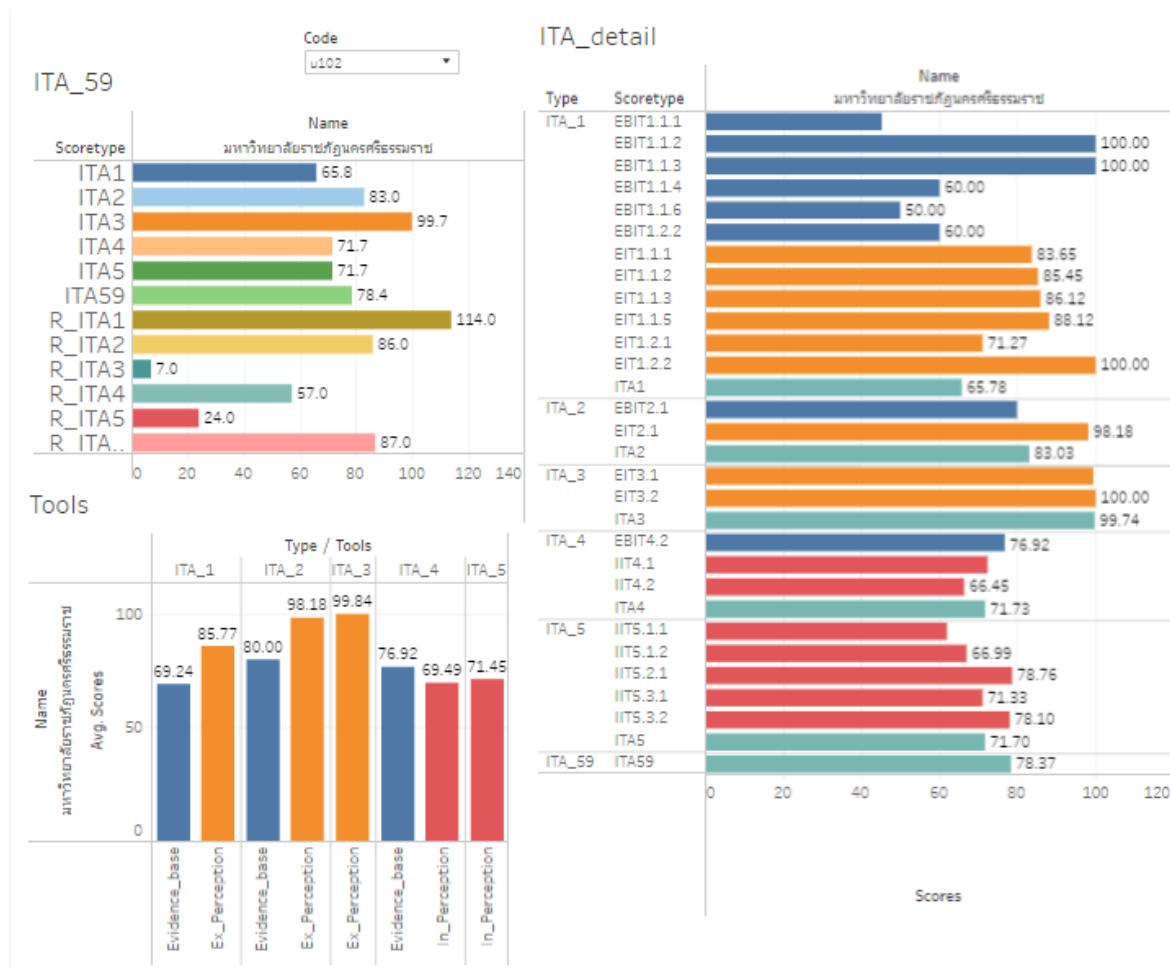 Code
u102
ITA_59
Name
มหาวิทยาลัยราชภัฏนครศรีธรรมราช
Scoretype
ITA1 65.8
ITA2 83.0
ITA3 99.7
ITA4 71.7
ITA5 71.7
ITA59 78.4
R_ITA1 114.0
R_ITA2 86.0
R_ITA3 7.0
R_ITA4 57.0
R_ITA5 24.0
R_ITA.. 87.0
0 20 40 60 80 100 120 140
Tools
Type / Tools
ITA_1 ITA_2 ITA_3 ITA_4 ITA_5
Name
มหาวิทยาลัยราชภัฏนครศรีธรรมราช
Avg. Scores
100
50
0
69.24 85.77 80.00 98.18 99.84 76.92 69.49 71.45
Evidence_base Ex_Perception Evidence_base Ex_Perception Ex_Perception Evidence_base In_Perception In_Perception
ITA_detail
Name
Type Scoretype มหาวิทยาลัยราชภัฏนครศรีธรรมราช
ITA_1 EBIT1.1.1
EBIT1.1.2 100.00
EBIT1.1.3 100.00
EBIT1.1.4 60.00
EBIT1.1.6 50.00
EBIT1.2.2 60.00
EIT1.1.1 83.65
EIT1.1.2 85.45
EIT1.1.3 86.12
EIT1.1.5 88.12
EIT1.2.1 71.27
EIT1.2.2 100.00
ITA1 65.78
ITA_2 EBIT2.1
EIT2.1 98.18
ITA2 83.03
ITA_3 EIT3.1
EIT3.2 100.00
ITA3 99.74
ITA_4 EBIT4.2 76.92
IIT4.1
IIT4.2 66.45
ITA4 71.73
ITA_5 IIT5.1.1
IIT5.1.2 66.99
IIT5.2.1 78.76
IIT5.3.1 71.33
IIT5.3.2 78.10
ITA5 71.70
ITA_59 ITA59 78.37
0 20 40 60 80 100 120
Scores